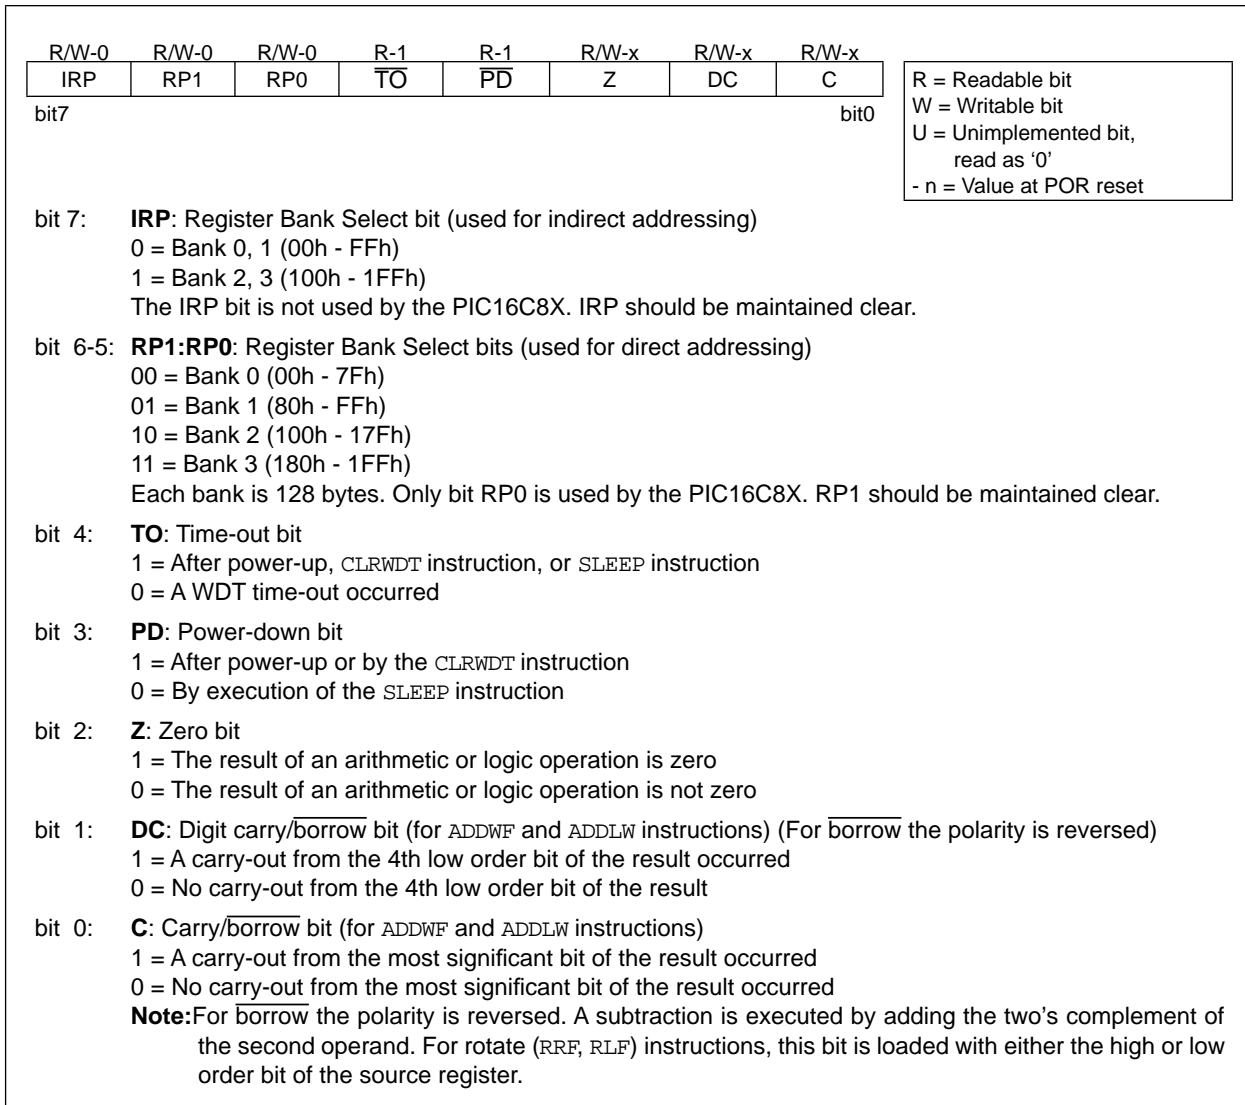 R/W-0 R/W-0 R/W-0 R-1 R-1 R/W-x R/W-x R/W-x
IRP RP1 RP0 T̅O̅ P̅D̅ Z DC C
bit7 bit0
R = Readable bit
W = Writable bit
U = Unimplemented bit,
read as ‘0’
- n = Value at POR reset
bit 7: IRP: Register Bank Select bit (used for indirect addressing)
0 = Bank 0, 1 (00h - FFh)
1 = Bank 2, 3 (100h - 1FFh)
The IRP bit is not used by the PIC16C8X. IRP should be maintained clear.
bit 6-5: RP1:RP0: Register Bank Select bits (used for direct addressing)
00 = Bank 0 (00h - 7Fh)
01 = Bank 1 (80h - FFh)
10 = Bank 2 (100h - 17Fh)
11 = Bank 3 (180h - 1FFh)
Each bank is 128 bytes. Only bit RP0 is used by the PIC16C8X. RP1 should be maintained clear.
bit 4: TO: Time-out bit
1 = After power-up, CLRWDT instruction, or SLEEP instruction
0 = A WDT time-out occurred
bit 3: PD: Power-down bit
1 = After power-up or by the CLRWDT instruction
0 = By execution of the SLEEP instruction
bit 2: Z: Zero bit
1 = The result of an arithmetic or logic operation is zero
0 = The result of an arithmetic or logic operation is not zero
bit 1: DC: Digit carry/b̅o̅r̅r̅o̅w̅ bit (for ADDWF and ADDLW instructions) (For b̅o̅r̅r̅o̅w̅ the polarity is reversed)
1 = A carry-out from the 4th low order bit of the result occurred
0 = No carry-out from the 4th low order bit of the result
bit 0: C: Carry/b̅o̅r̅r̅o̅w̅ bit (for ADDWF and ADDLW instructions)
1 = A carry-out from the most significant bit of the result occurred
0 = No carry-out from the most significant bit of the result occurred
Note:For b̅o̅r̅r̅o̅w̅ the polarity is reversed. A subtraction is executed by adding the two’s complement of
the second operand. For rotate (RRF, RLF) instructions, this bit is loaded with either the high or low
order bit of the source register.